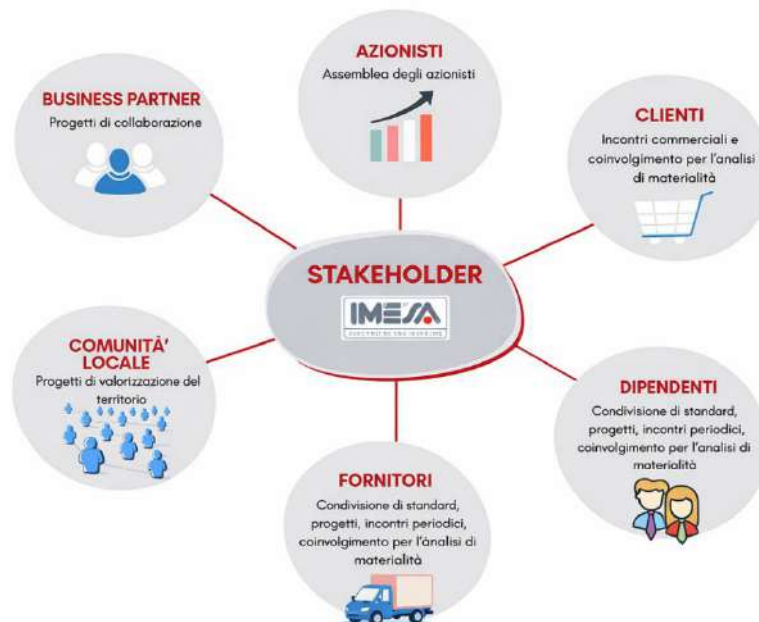 AZIONISTI
Assemblea degli azionisti
BUSINESS PARTNER
Progetti di collaborazione
CLIENTI
Incontri commerciali e
coinvolgimento per l'analisi
di materialità
STAKEHOLDER
IMESA
COMUNITÀ'
LOCALE
Progetti di valorizzazione del
territorio
DIPENDENTI
Condivisione di standard,
progetti, incontri periodici,
coinvolgimento per l'analisi di
materialità
FORNITORI
Condivisione di standard,
progetti, incontri periodici,
coinvolgimento per l'analisi di
materialità